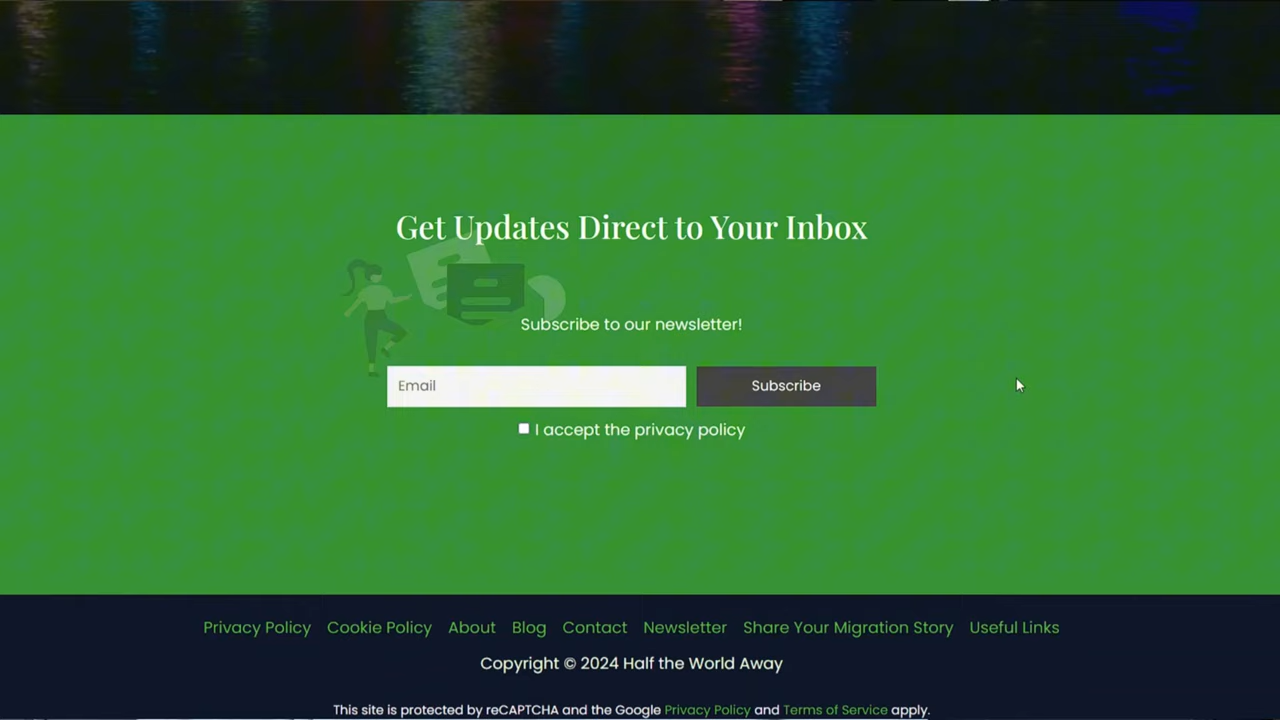 Get Updates Direct to Your Inbox
Subscribe to our newsletter!
Email
Subscribe
I accept the privacy policy
Privacy Policy Cookie Policy About Blog Contact Newsletter Share Your Migration Story Useful Links
Copyright © 2024 Half the World Away
This site is protected by reCAPTCHA and the Google Privacy Policy and Terms of Service apply.